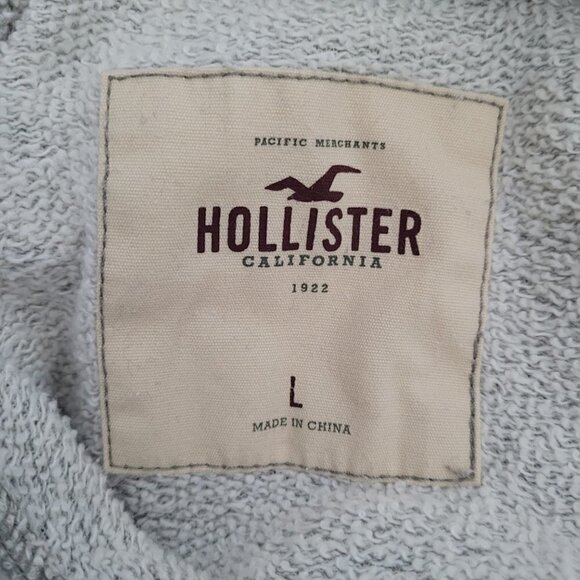 PACIFIC MERCHANTS
HOLLISTER
CALIFORNIA
1922
L
MADE IN CHINA